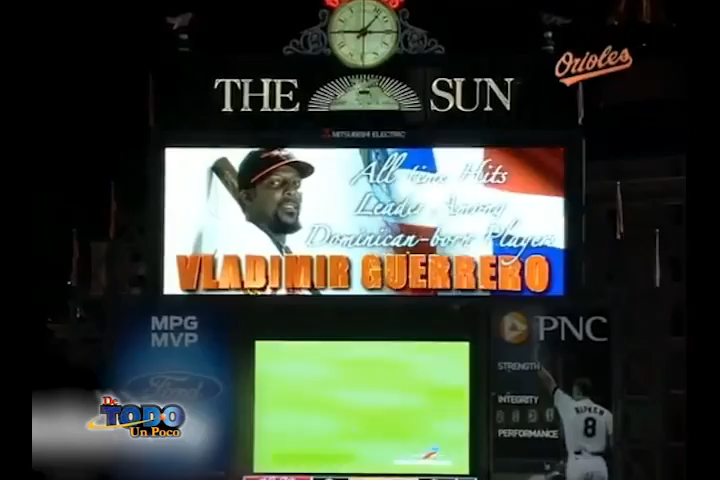 Orioles
THE SUN
MITSUBISHI ELECTRIC
All time Hits
Leader Among
Dominican-born Players
VLADIMIR GUERRERO
MPG
MVP
Ford
PNC
STRENGTH
INTEGRITY
PERFORMANCE
RIPKEN
8
De
TODO
Un Poco